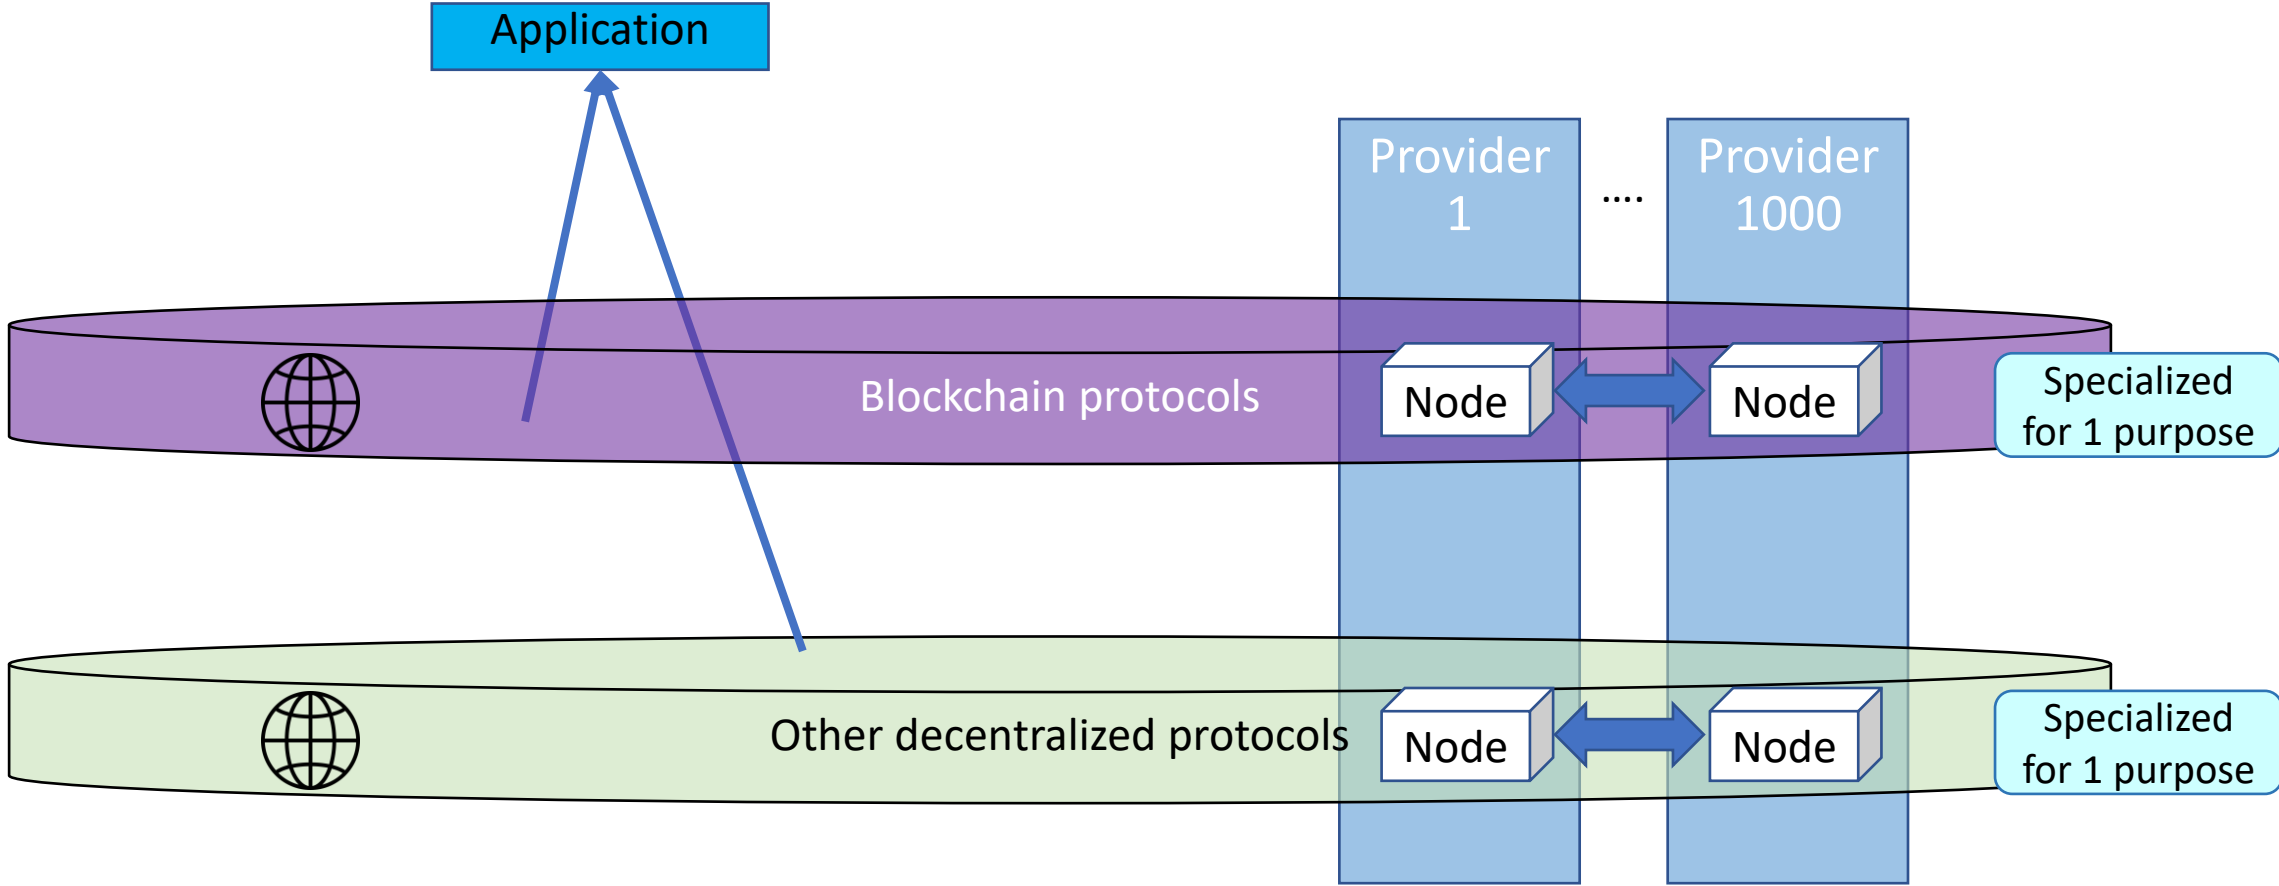 Application
Provider
1
....
Provider
1000
Blockchain protocols
Node
Node
Specialized
for 1 purpose
Other decentralized protocols
Node
Node
Specialized
for 1 purpose